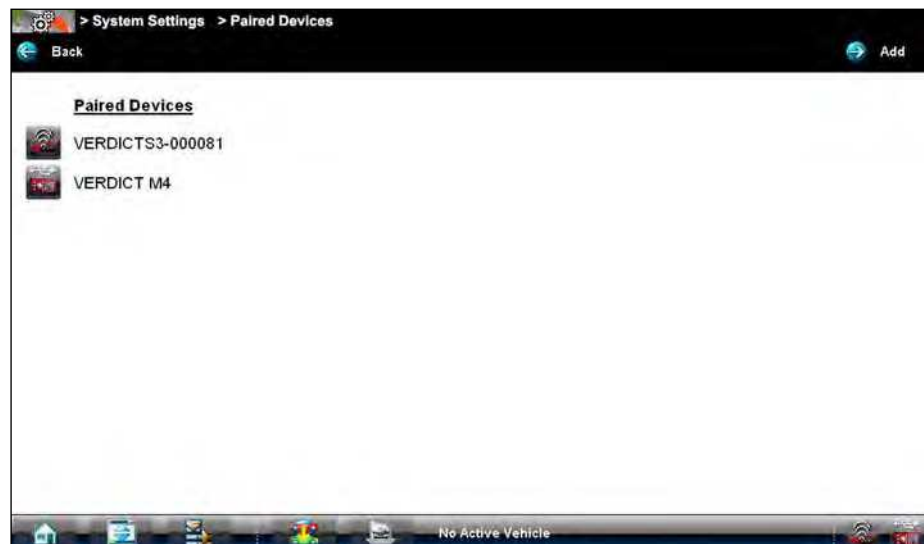 > System Settings > Paired Devices
Back
Add
Paired Devices
VERDICTS3-000081
VERDICT M4
No Active Vehicle